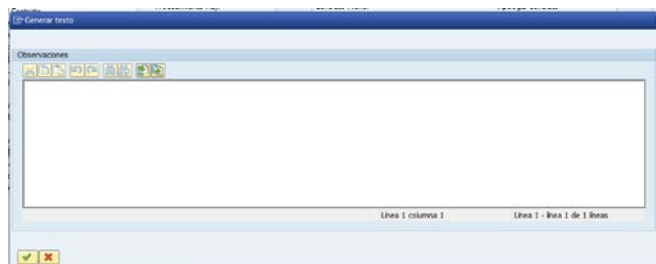 Generar texto
Observaciones
Línea 1 columna 1
Línea 1 - línea 1 de 1 líneas